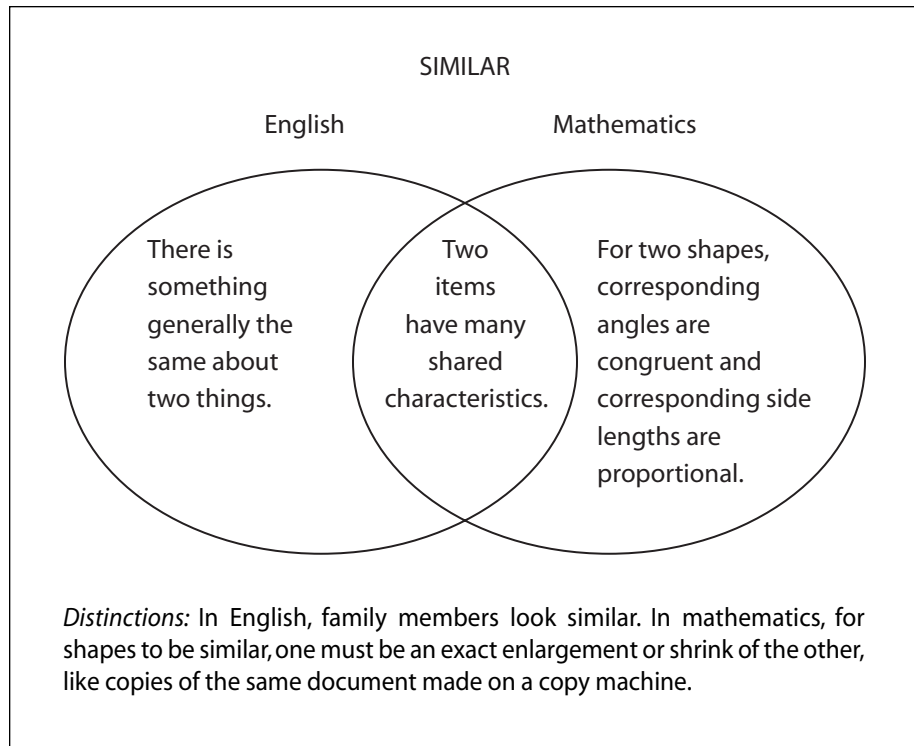 SIMILAR
English
Mathematics
There is
something
generally the
same about
two things.
Two
items
have many
shared
characteristics.
For two shapes,
corresponding
angles are
congruent and
corresponding side
lengths are
proportional.
Distinctions: In English, family members look similar. In mathematics, for
shapes to be similar, one must be an exact enlargement or shrink of the other,
like copies of the same document made on a copy machine.